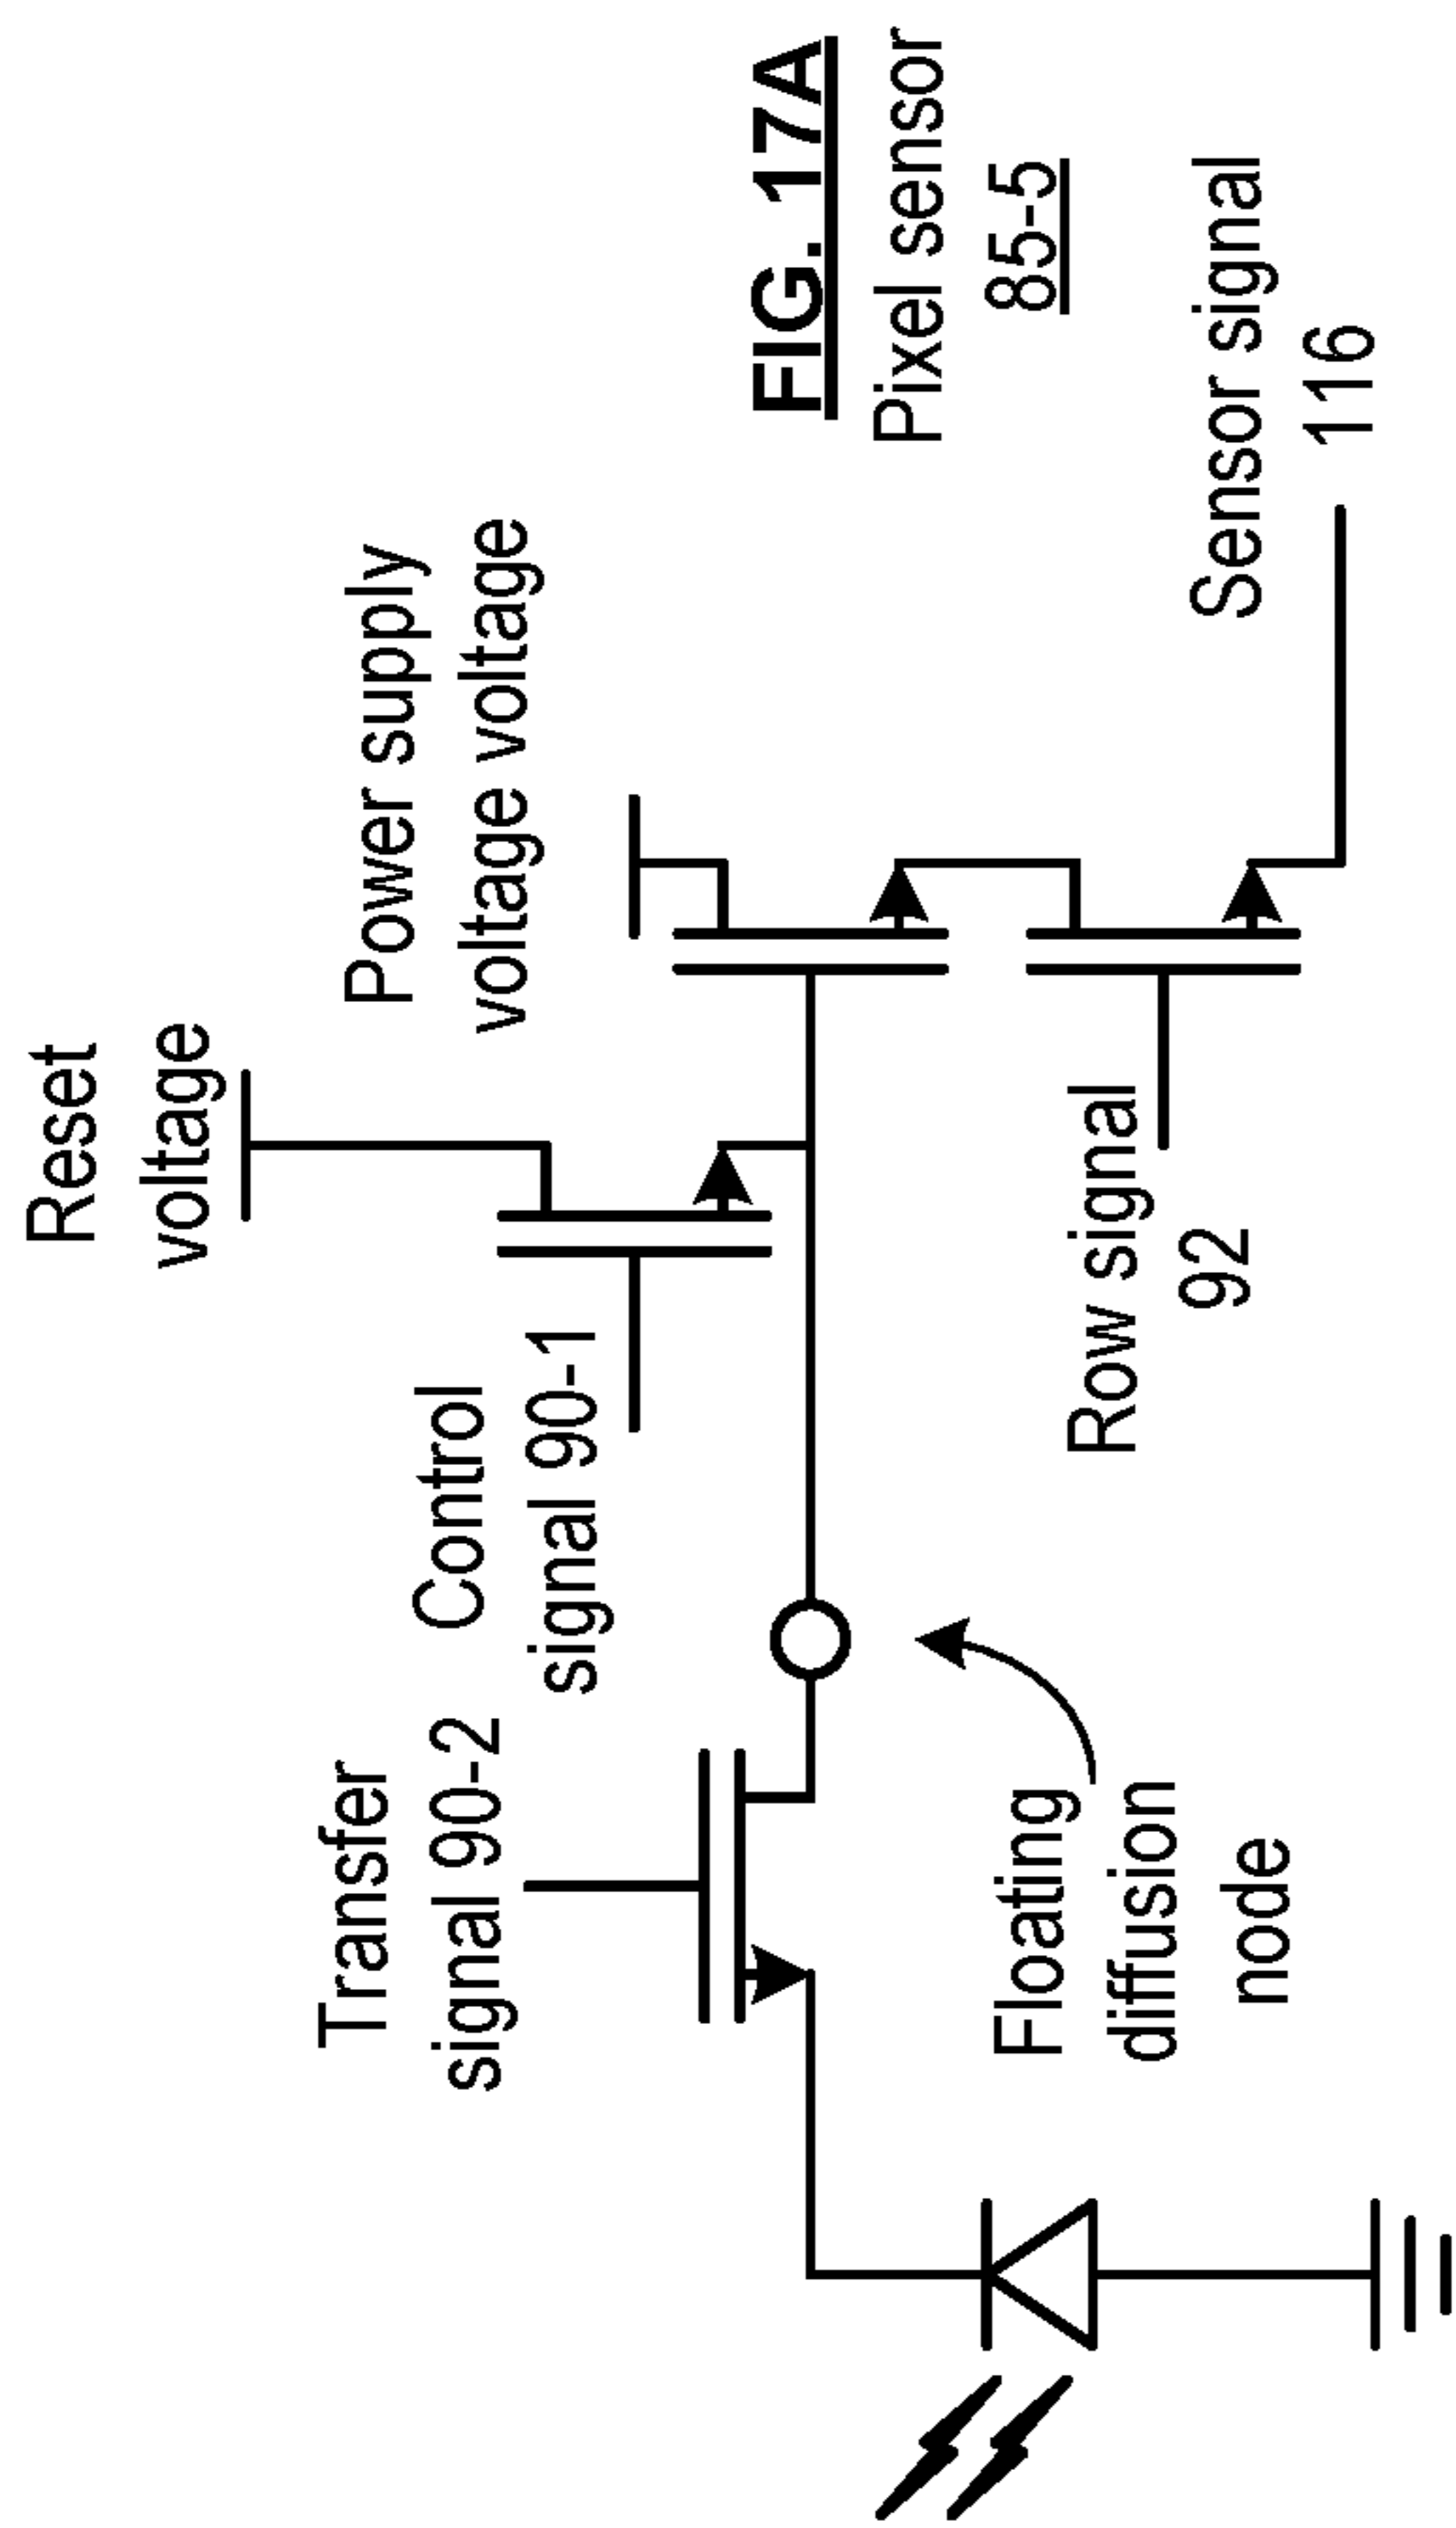 Reset
voltage
Power supply
voltage voltage
Transfer
signal 90-2
Control
signal 90-1
FIG. 17A
Pixel sensor
85-5
Floating
diffusion
node
Row signal
92
Sensor signal
116